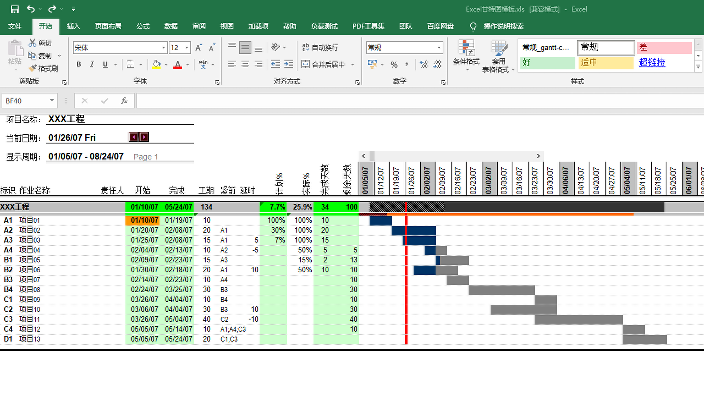 Excel甘特图模板.xls [兼容模式] - Excel
文件 开始 插入 页面布局 公式 数据 审阅 视图 加载项 帮助 负载测试 PDF工具集 团队 百度网盘 操作说明搜索
粘贴 剪切 复制 格式刷 宋体 12 自动换行 合并后居中 常规 条件格式 套用表格格式 常规_gantt-c... 常规 差 好 适中 超链接
剪贴板 字体 对齐方式 数字 样式
BF40
项目名称: XXX工程
当前日期: 01/26/07 Fri
显示周期: 01/05/07 - 08/24/07 Page 1
标识 作业名称 责任人 开始 完成 工期 紧前 延时
01/05/07 01/12/07 01/19/07 01/26/07 02/02/07 02/09/07 02/16/07 02/23/07 03/02/07 03/09/07 03/16/07 03/23/07 03/30/07 04/06/07 04/13/07 04/20/07 04/27/07 05/04/07 05/11/07 05/18/07 05/25/07 06/01/07
XXX工程 01/10/07 05/24/07 134 7.7% 25.9% 34 100
A1 项目01 01/10/07 01/19/07 10 100% 100% 10
A2 项目02 01/20/07 02/08/07 20 A1 30% 100% 20
A3 项目03 01/25/07 02/08/07 15 A1 5 7% 100% 15
A4 项目04 02/04/07 02/13/07 10 A2 -5 50% 5 5
B1 项目05 02/09/07 02/23/07 15 A3 15% 2 13
B2 项目06 01/30/07 02/18/07 20 A1 10 50% 10 10
B3 项目07 02/14/07 02/23/07 10 A4 10
B4 项目08 02/24/07 03/25/07 30 B3 30
C1 项目09 03/26/07 04/04/07 10 B4 10
C2 项目10 03/06/07 04/04/07 30 B3 10 30
C3 项目11 03/26/07 05/04/07 40 C2 -10 40
C4 项目12 05/05/07 05/14/07 10 A1,A4,C3 10
D1 项目13 05/05/07 05/24/07 20 C1,C3